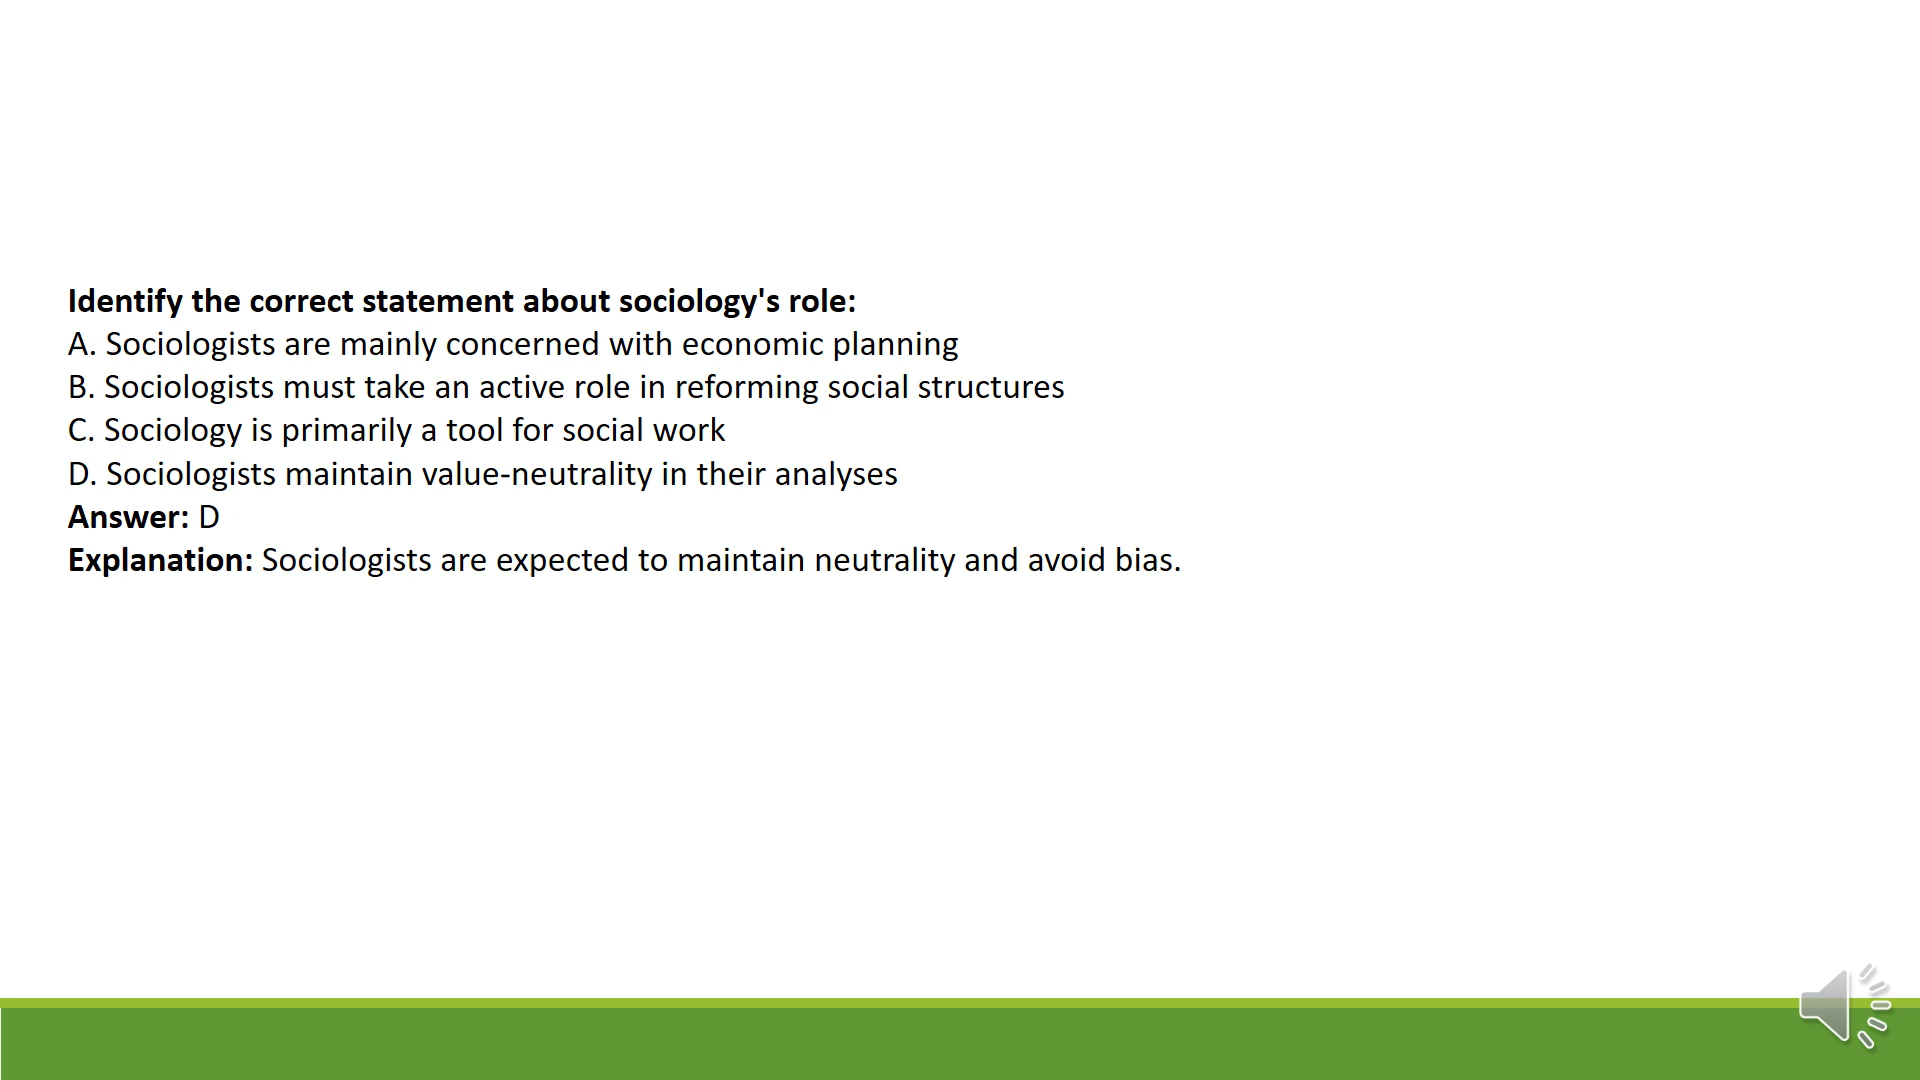 Identify the correct statement about sociology's role:
A. Sociologists are mainly concerned with economic planning
B. Sociologists must take an active role in reforming social structures
C. Sociology is primarily a tool for social work
D. Sociologists maintain value-neutrality in their analyses
Answer: D
Explanation: Sociologists are expected to maintain neutrality and avoid bias.